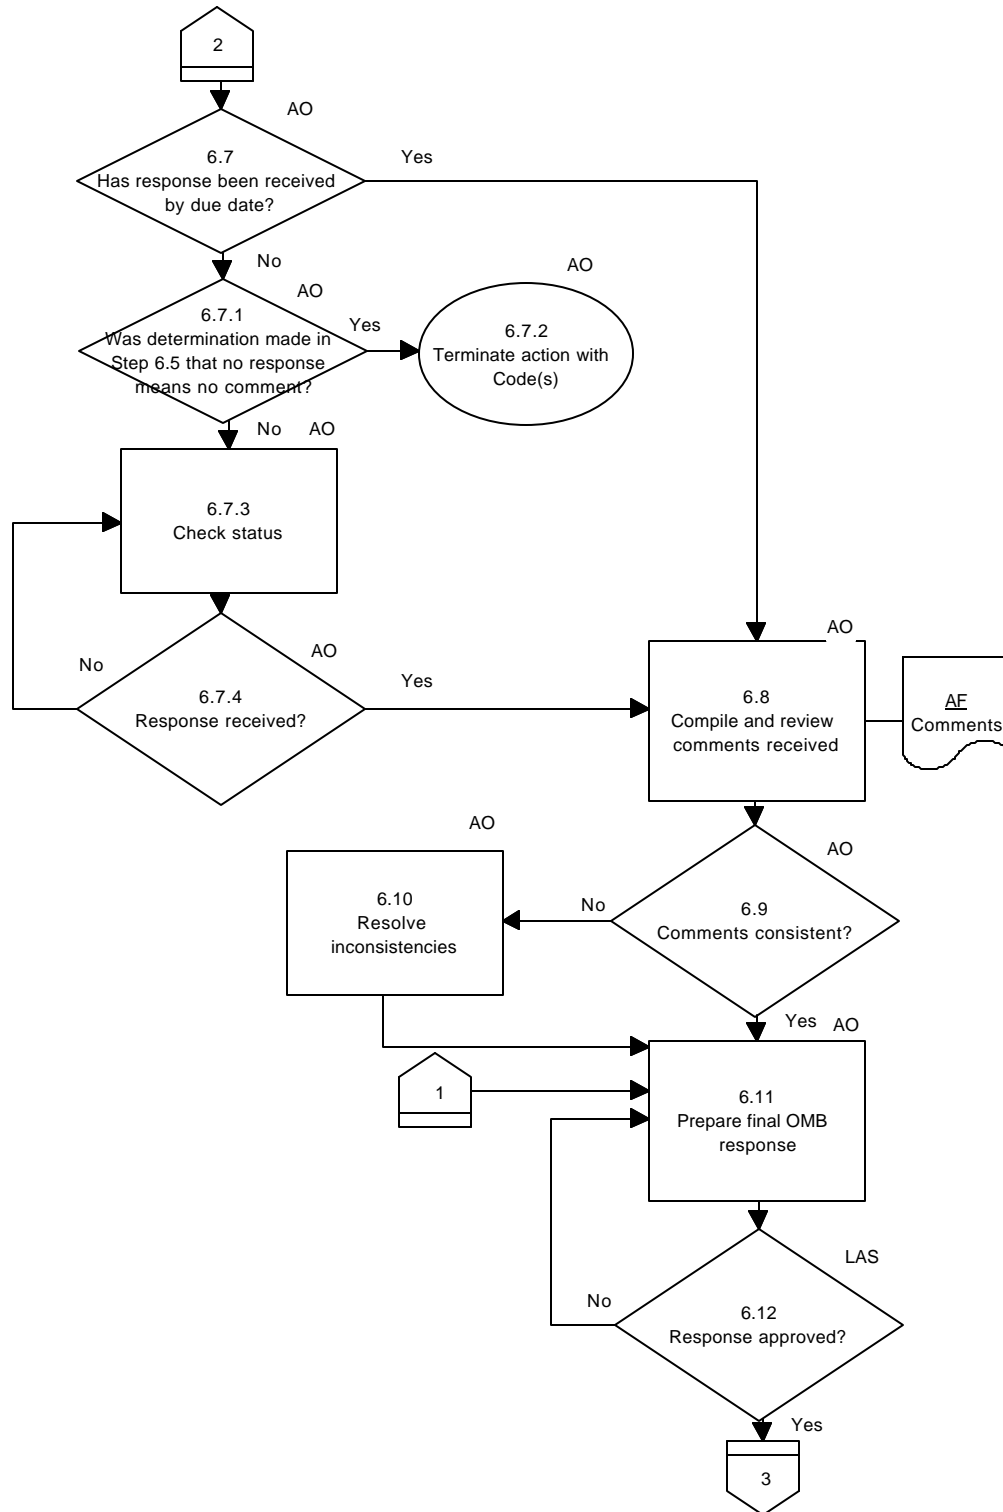 2
AO
6.7
Has response been received
by due date?
Yes
No
AO
6.7.1
Was determination made in
Step 6.5 that no response
means no comment?
Yes
AO
6.7.2
Terminate action with
Code(s)
No
AO
6.7.3
Check status
No
AO
6.7.4
Response received?
Yes
AO
6.8
Compile and review
comments received
AF
Comments
AO
6.10
Resolve
inconsistencies
No
AO
6.9
Comments consistent?
Yes
AO
1
6.11
Prepare final OMB
response
LAS
No
6.12
Response approved?
Yes
3